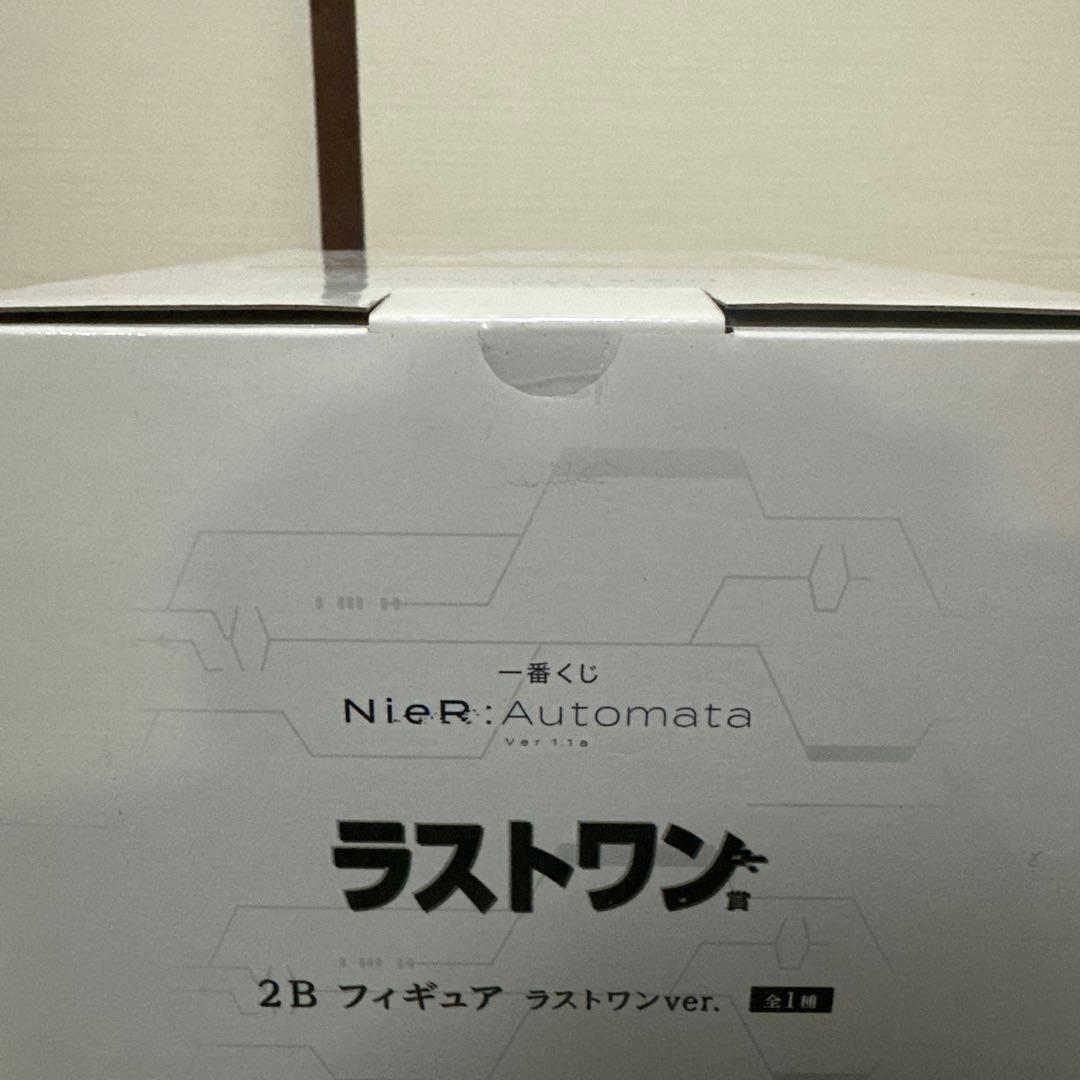 一番くじ
NieR:Automata
Ver1.1a
ラストワン賞
2B フィギュア ラストワンver. 全1種